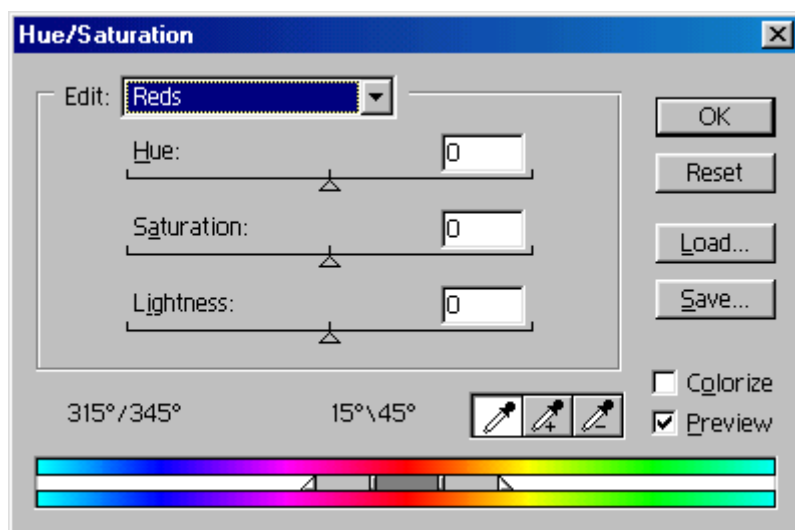 Hue/Saturation
Edit: Reds
Hue: 0
Saturation: 0
Lightness: 0
OK
Reset
Load...
Save...
Colorize
Preview
315°/345°
15°\45°